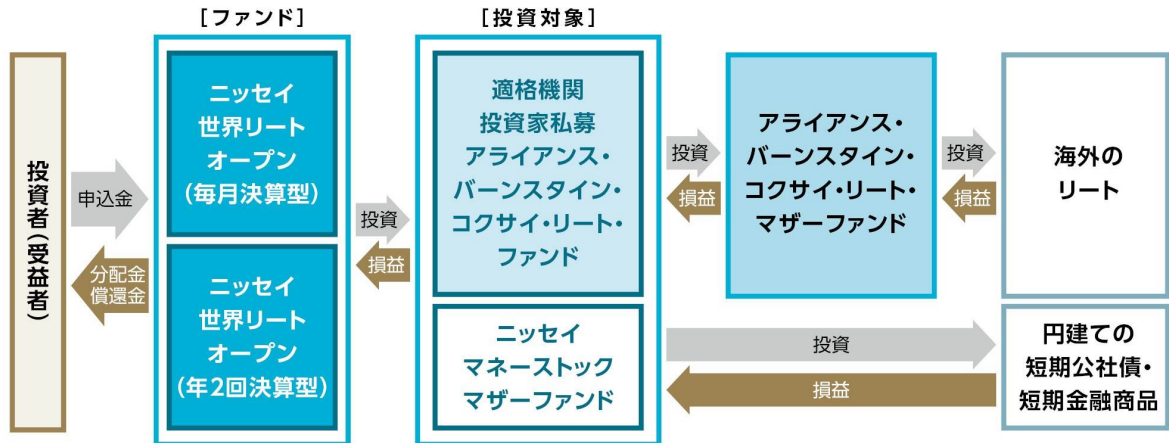 [ファンド]
[投資対象]
投資者(受益者)
申込金
分配金
償還金
ニッセイ
世界リート
オープン
(毎月決算型)
ニッセイ
世界リート
オープン
(年2回決算型)
投資
損益
適格機関
投資家私募
アライアンス・
バーンスタイン・
コクサイ・リート・
ファンド
ニッセイ
マネーストック
マザーファンド
投資
損益
アライアンス・
バーンスタイン・
コクサイ・リート・
マザーファンド
投資
損益
海外の
リート
投資
損益
円建ての
短期公社債・
短期金融商品